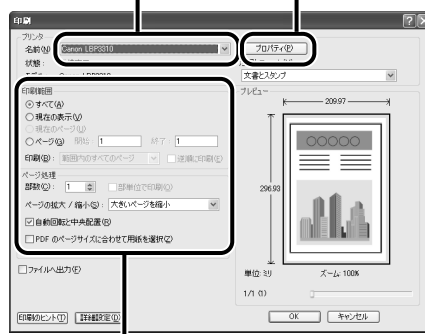 印刷
プリンタ
名前(N): Canon LBP3310 プロパティ(P)
状態:
文書とスタンプ
印刷範囲 プレビュー
すべて(A)
現在の表示(V)
現在のページ(U)
ページ(G) 開始: 1 終了: 1
印刷(B): 範囲内のすべてのページ 逆順に印刷(E)
ページ処理
部数(C): 1 部単位で印刷(O)
ページの拡大 / 縮小(S): 大きいページを縮小
自動回転と中央配置(R)
PDF のページサイズに合わせて用紙を選択(Z)
209.97
296.93
ファイルへ出力(F) 単位: ミリ ズーム: 100%
1/1 (1)
印刷のヒント(T) 詳細設定(D) OK キャンセル